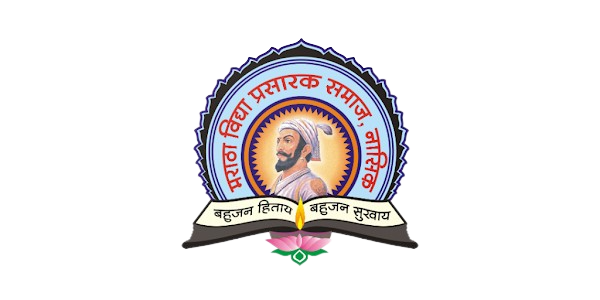 मराठा विद्या प्रसारक समाज, नासिक
बहुजन हिताय बहुजन सुखाय